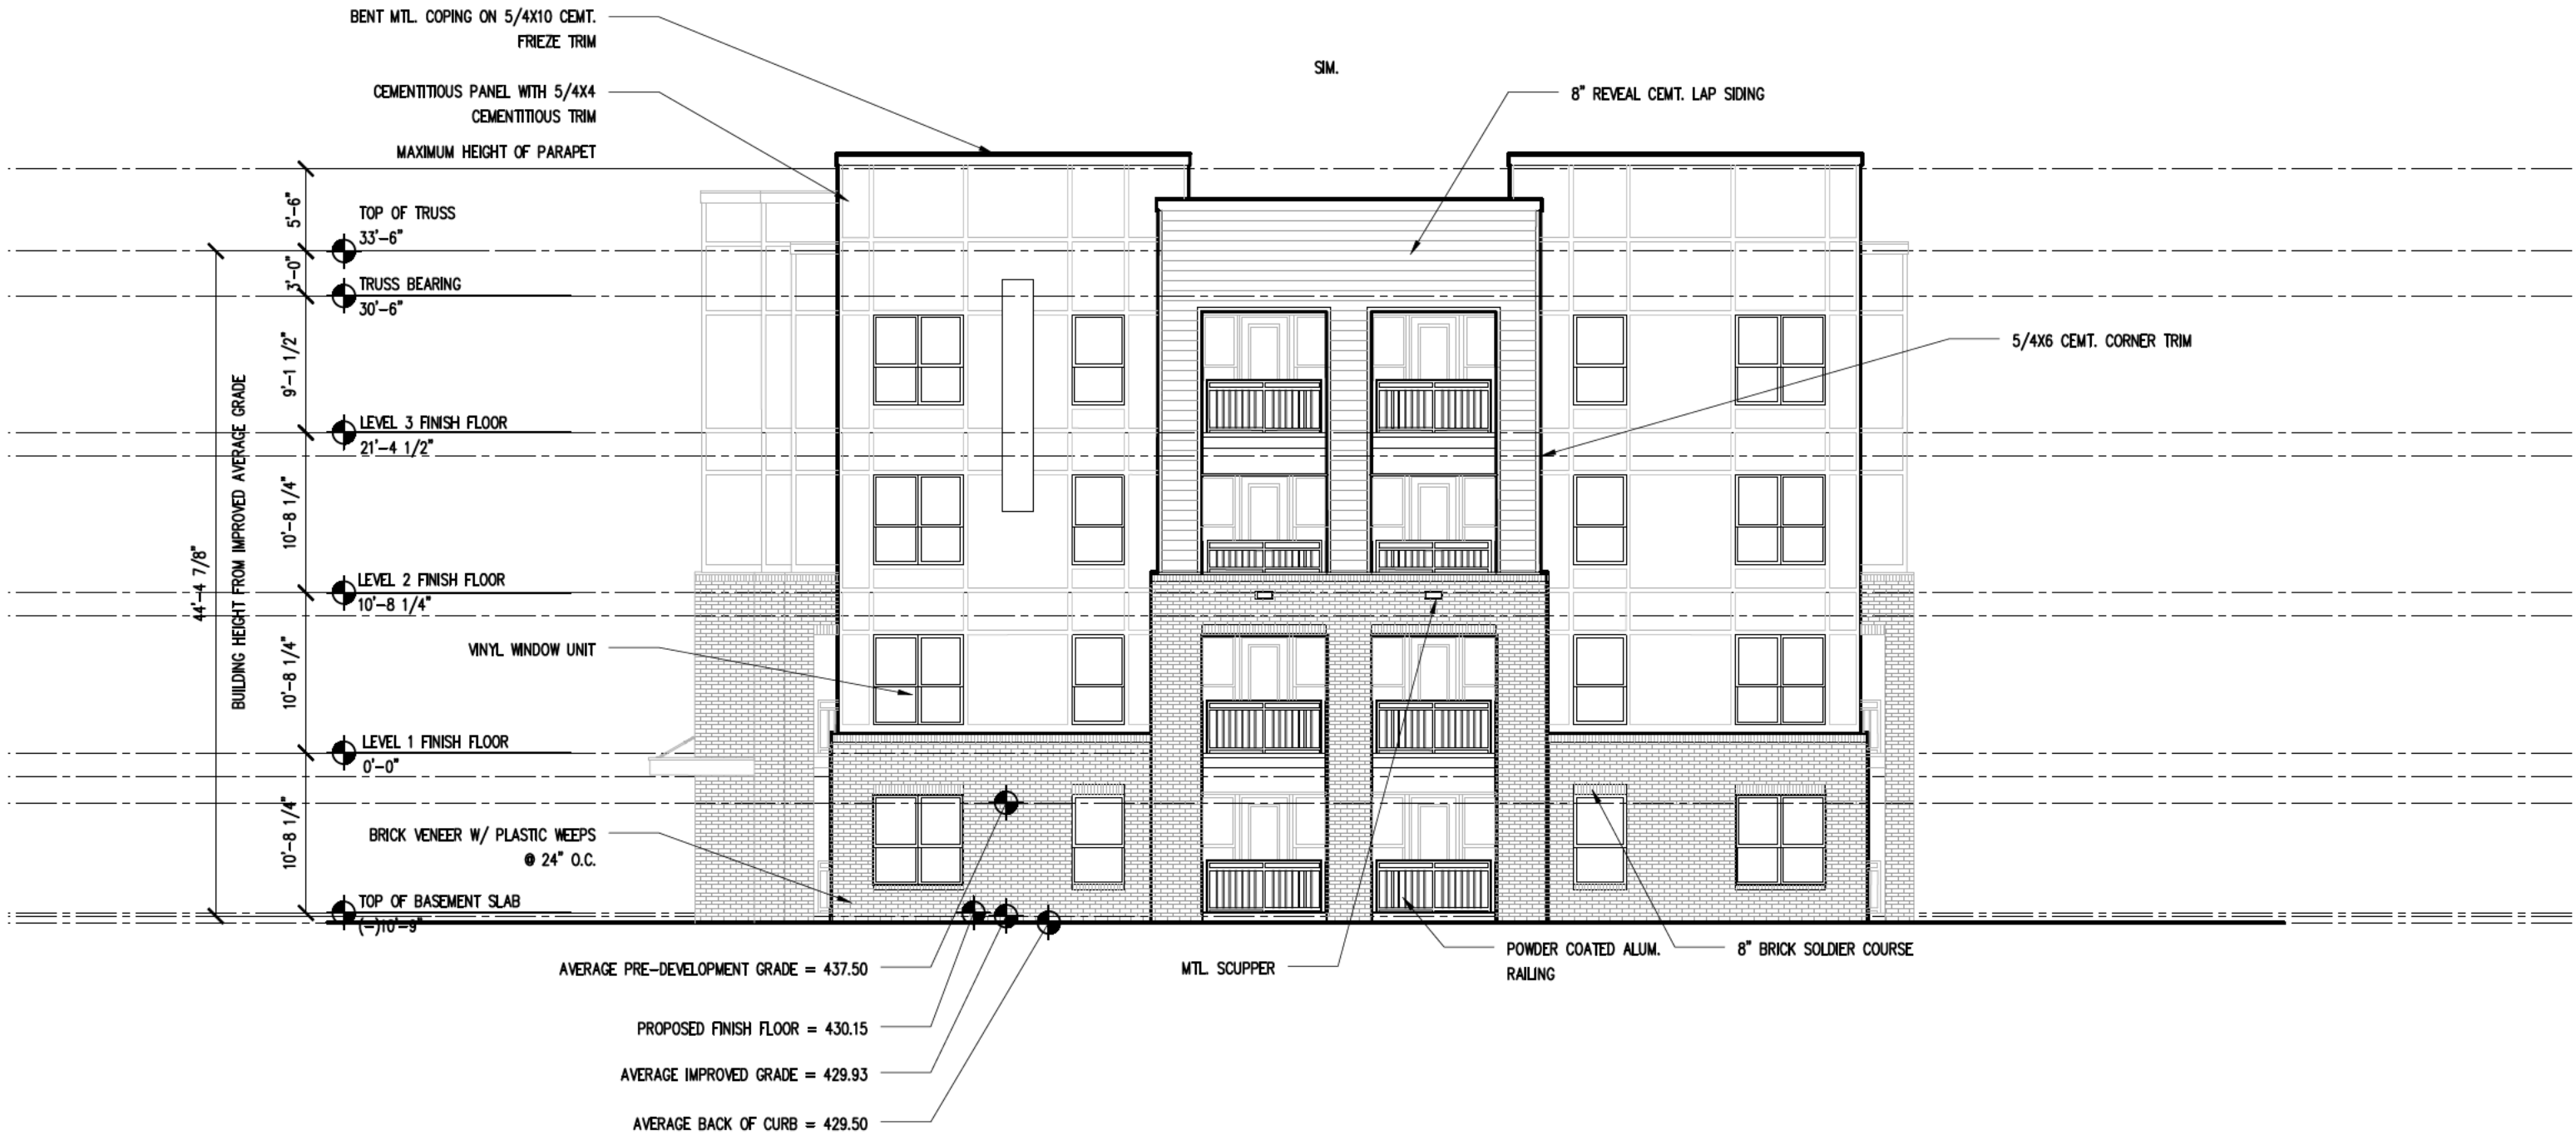 BENT MTL. COPING ON 5/4X10 CEMT.
FRIEZE TRIM
SIM.
CEMENTITIOUS PANEL WITH 5/4X4
CEMENTITIOUS TRIM
8" REVEAL CEMT. LAP SIDING
MAXIMUM HEIGHT OF PARAPET
5'-6"
TOP OF TRUSS
33'-6"
3'-0"
TRUSS BEARING
30'-6"
9'-1 1/2"
5/4X6 CEMT. CORNER TRIM
LEVEL 3 FINISH FLOOR
21'-4 1/2"
10'-8 1/4"
44'-4 7/8"
BUILDING HEIGHT FROM IMPROVED AVERAGE GRADE
LEVEL 2 FINISH FLOOR
10'-8 1/4"
10'-8 1/4"
VINYL WINDOW UNIT
LEVEL 1 FINISH FLOOR
0'-0"
10'-8 1/4"
BRICK VENEER W/ PLASTIC WEEPS
@ 24" O.C.
TOP OF BASEMENT SLAB
(-)10'-9"
AVERAGE PRE-DEVELOPMENT GRADE = 437.50
MTL. SCUPPER
POWDER COATED ALUM.
RAILING
8" BRICK SOLDIER COURSE
PROPOSED FINISH FLOOR = 430.15
AVERAGE IMPROVED GRADE = 429.93
AVERAGE BACK OF CURB = 429.50